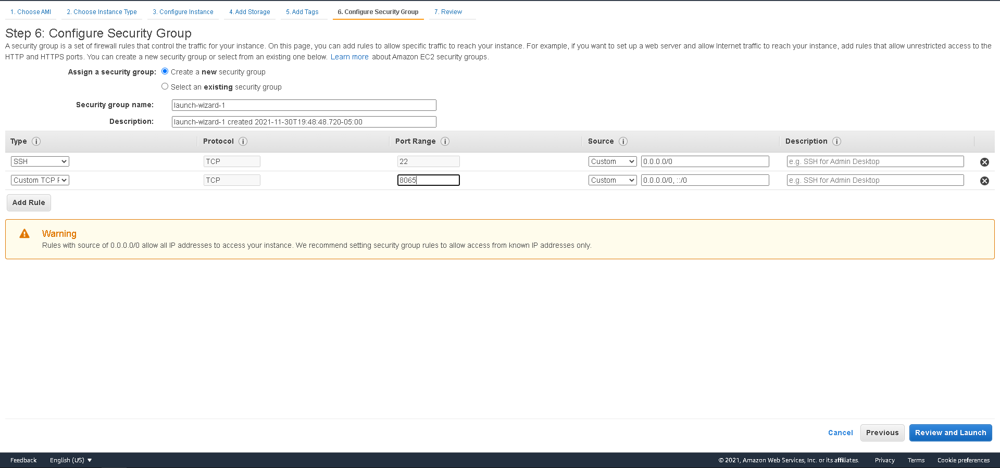 1. Choose AMI 2. Choose Instance Type 3. Configure Instance 4. Add Storage 5. Add Tags 6. Configure Security Group 7. Review
Step 6: Configure Security Group
A security group is a set of firewall rules that control the traffic for your instance. On this page, you can add rules to allow specific traffic to reach your instance. For example, if you want to set up a web server and allow Internet traffic to reach your instance, add rules that allow unrestricted access to the
HTTP and HTTPS ports. You can create a new security group or select from an existing one below. Learn more about Amazon EC2 security groups.
Assign a security group: Create a new security group
Select an existing security group
Security group name: launch-wizard-1
Description: launch-wizard-1 created 2021-11-30T19:48:48.720-05:00
Type i Protocol i Port Range i Source i Description i
SSH TCP 22 Custom 0.0.0.0/0 e.g. SSH for Admin Desktop
Custom TCP F TCP 8065 Custom 0.0.0.0/0, ::/0 e.g. SSH for Admin Desktop
Add Rule
Warning
Rules with source of 0.0.0.0/0 allow all IP addresses to access your instance. We recommend setting security group rules to allow access from known IP addresses only.
Cancel Previous Review and Launch
Feedback English (US) © 2021, Amazon Web Services, Inc. or its affiliates. Privacy Terms Cookie preferences